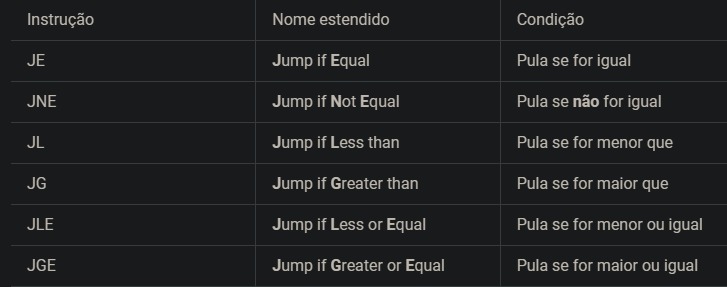 Instrução Nome estendido Condição
JE Jump if Equal Pula se for igual
JNE Jump if Not Equal Pula se não for igual
JL Jump if Less than Pula se for menor que
JG Jump if Greater than Pula se for maior que
JLE Jump if Less or Equal Pula se for menor ou igual
JGE Jump if Greater or Equal Pula se for maior ou igual